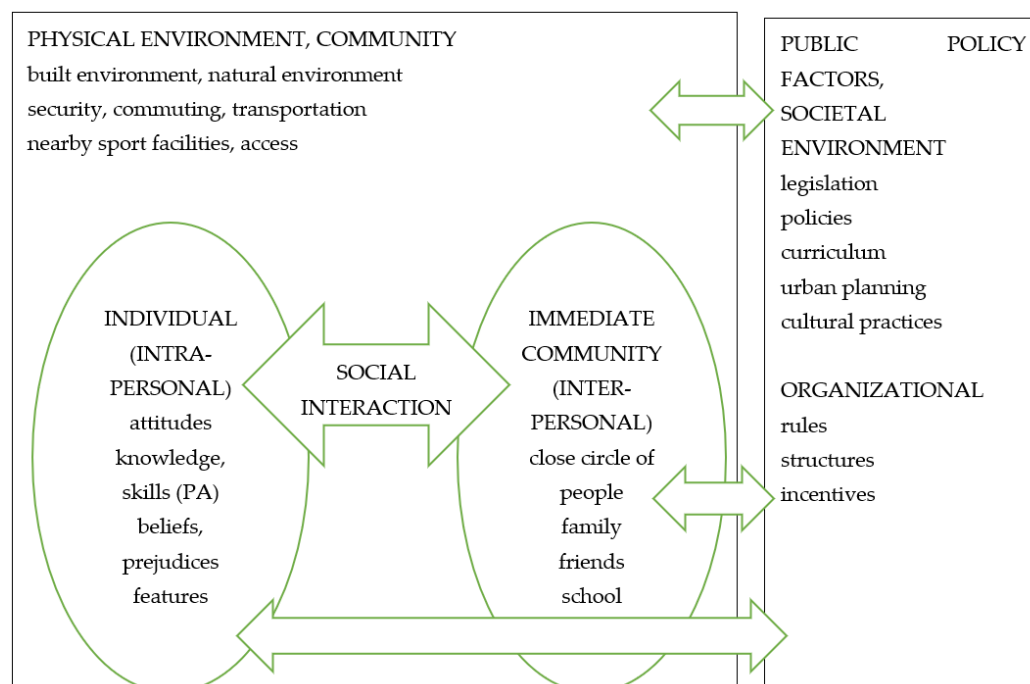 PHYSICAL ENVIRONMENT, COMMUNITY
built environment, natural environment
security, commuting, transportation
nearby sport facilities, access
INDIVIDUAL
(INTRA-
PERSONAL)
attitudes
knowledge,
skills (PA)
beliefs,
prejudices
features
SOCIAL
INTERACTION
IMMEDIATE
COMMUNITY
(INTER-
PERSONAL)
close circle of
people
family
friends
school
PUBLIC POLICY
FACTORS,
SOCIETAL
ENVIRONMENT
legislation
policies
curriculum
urban planning
cultural practices
ORGANIZATIONAL
rules
structures
incentives